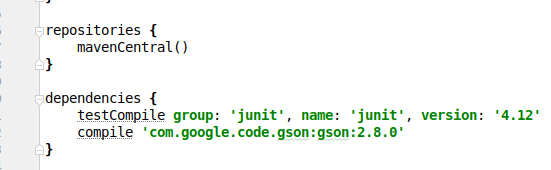 repositories {
mavenCentral()
}
dependencies {
testCompile group: 'junit', name: 'junit', version: '4.12'
compile 'com.google.code.gson:gson:2.8.0'
}